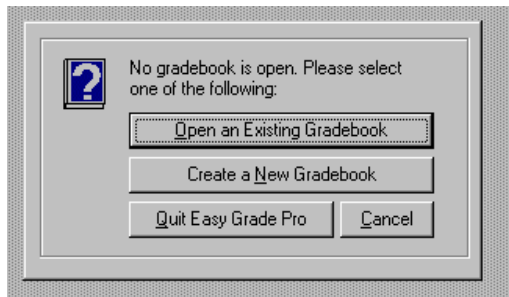 No gradebook is open. Please select
one of the following:
Open an Existing Gradebook
Create a New Gradebook
Quit Easy Grade Pro
Cancel